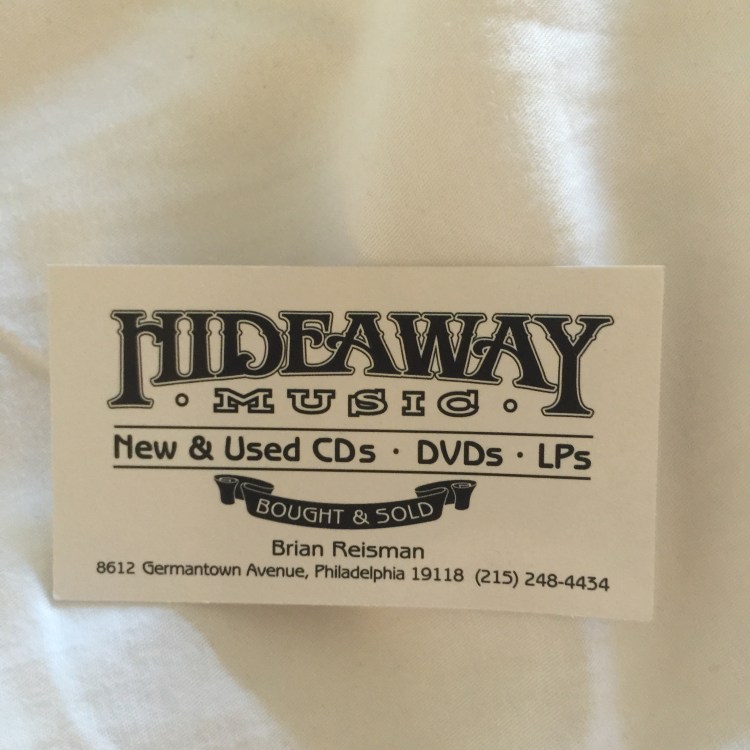 HIDEAWAY
• MUSIC •
New & Used CDs • DVDs • LPs
BOUGHT & SOLD
Brian Reisman
8612 Germantown Avenue, Philadelphia 19118 (215) 248-4434